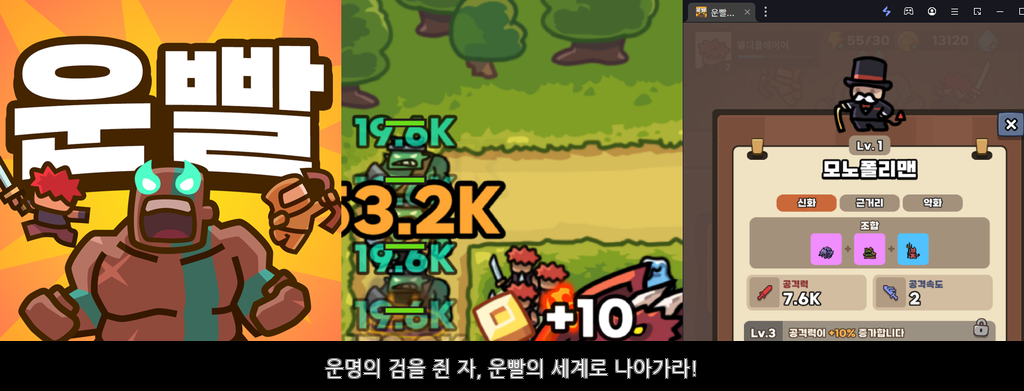 운빨
19.6K
53.2K
19.6K
19.6K
+10
운빨...
55/30
13120
Lv. 1
모노폴리맨
신화
근거리
악화
조합
+
+
공격력
7.6K
공격속도
2
Lv.3 공격력이 +10% 증가합니다
운명의 검을 쥔 자, 운빨의 세계로 나아가라!